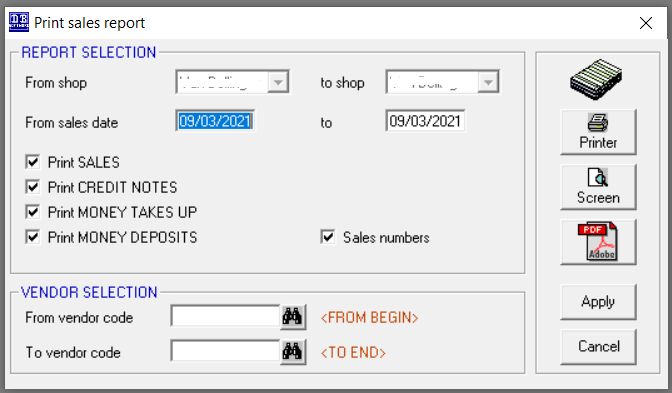 Print sales report
REPORT SELECTION
From shop
to shop
From sales date 09/03/2021 to 09/03/2021
Print SALES
Print CREDIT NOTES
Print MONEY TAKES UP
Print MONEY DEPOSITS
Sales numbers
VENDOR SELECTION
From vendor code <FROM BEGIN>
To vendor code <TO END>
Printer
Screen
PDF
Adobe
Apply
Cancel